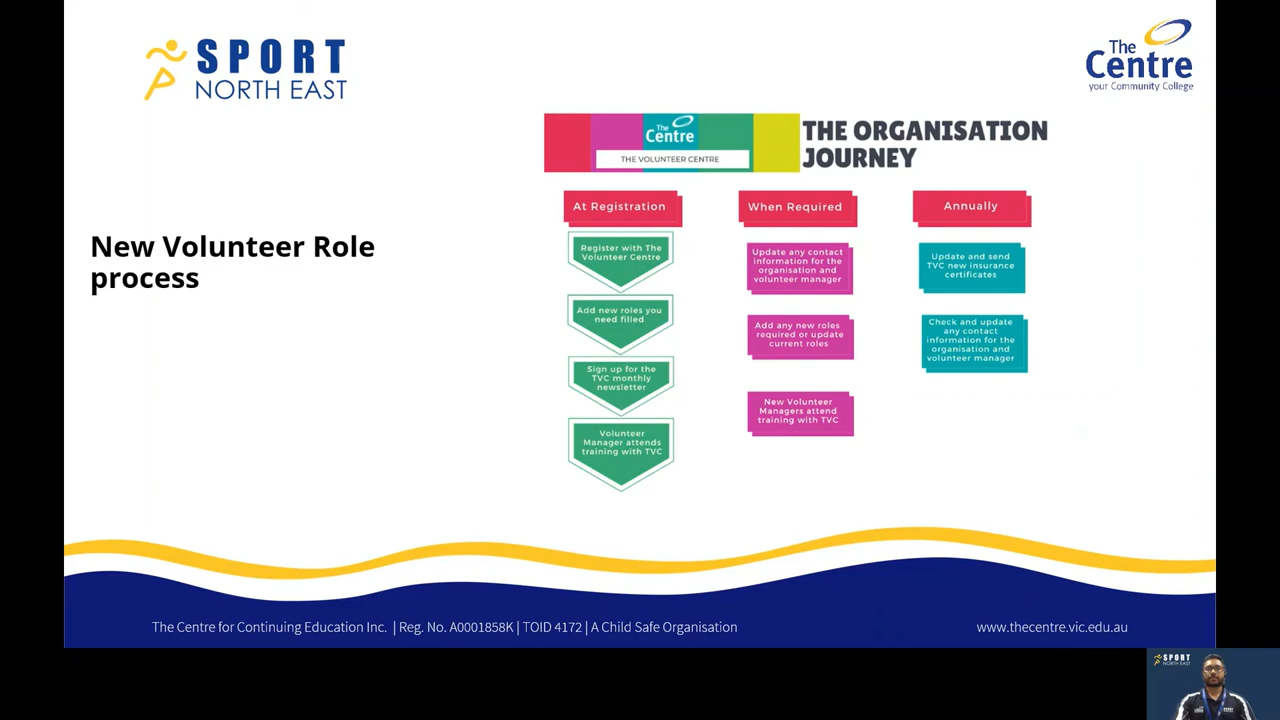 SPORT
NORTH EAST
The
Centre
your Community College
The
Centre
THE VOLUNTEER CENTRE
THE ORGANISATION
JOURNEY
New Volunteer Role
process
At Registration
Register with The
Volunteer Centre
Add new roles you
need filled
Sign up for the
TVC monthly
newsletter
Volunteer
Manager attends
training with TVC
When Required
Update any contact
information for the
organisation and
volunteer manager
Add any new roles
required or update
current roles
New Volunteer
Managers attend
training with TVC
Annually
Update and send
TVC new insurance
certificates
Check and update
any contact
information for the
organisation and
volunteer manager
The Centre for Continuing Education Inc. | Reg. No. A0001858K | TOID 4172 | A Child Safe Organisation
www.thecentre.vic.edu.au
SPORT
NORTH EAST